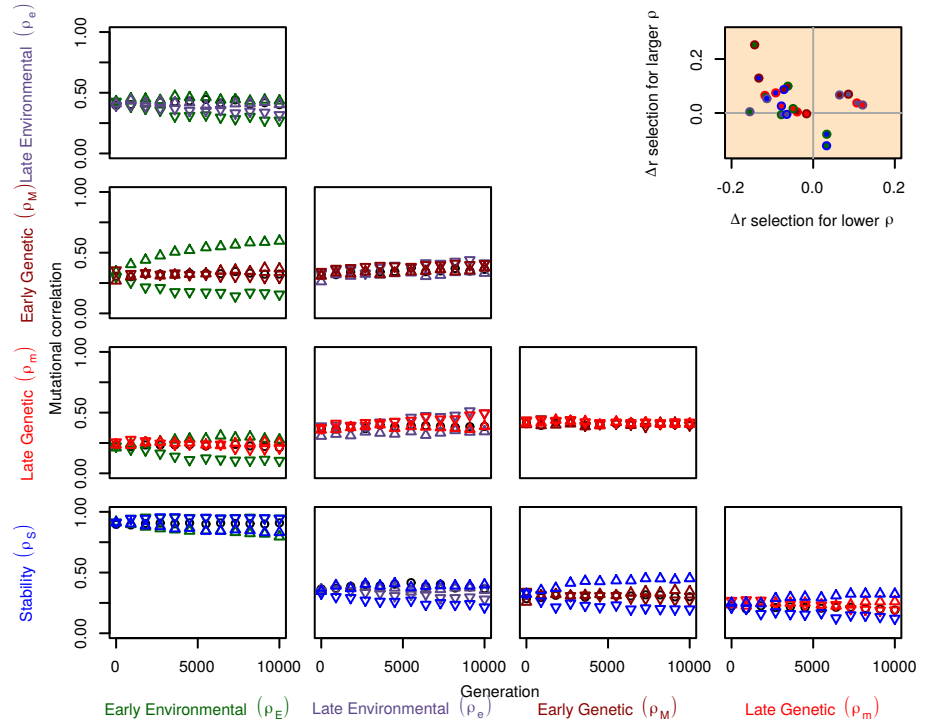 Late Environmental (ρe)
1.00
0.50
0.00
Early Genetic (ρM)
1.00
0.50
0.00
Late Genetic (ρm)
1.00
0.50
0.00
Stability (ρS)
1.00
0.50
0.00
Mutational correlation
0 5000 10000
0 5000 10000
0 5000 10000
0 5000 10000
Generation
Early Environmental (ρE)
Late Environmental (ρe)
Early Genetic (ρM)
Late Genetic (ρm)
Δr selection for larger ρ
0.2
0.0
-0.2 0.0 0.2
Δr selection for lower ρ